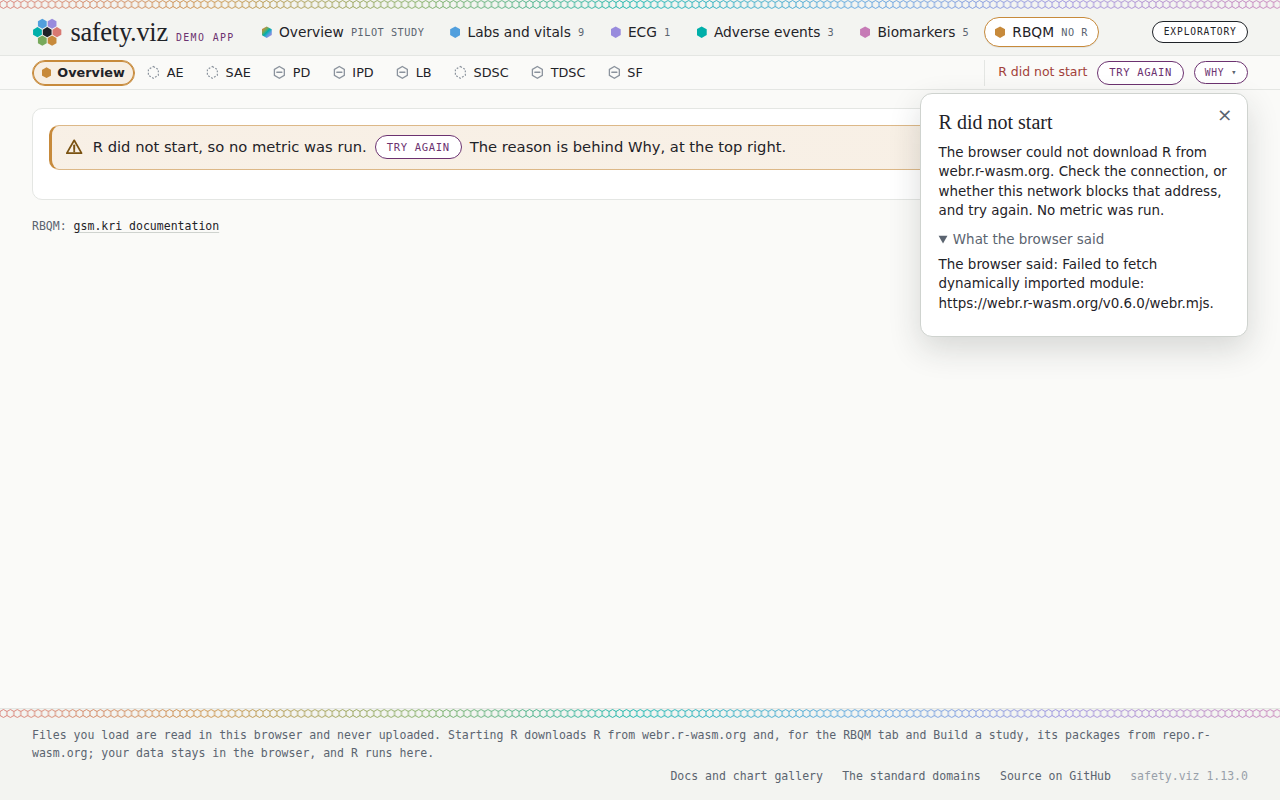 safety.viz DEMO APP Overview PILOT STUDY Labs and vitals 9 ECG 1 Adverse events 3 Biomarkers 5 RBQM NO R EXPLORATORY
Overview AE SAE PD IPD LB SDSC TDSC SF R did not start TRY AGAIN WHY ▾
R did not start, so no metric was run. TRY AGAIN The reason is behind Why, at the top right.
RBQM: gsm.kri documentation
R did not start ✕
The browser could not download R from
webr.r-wasm.org. Check the connection, or
whether this network blocks that address,
and try again. No metric was run.
▼ What the browser said
The browser said: Failed to fetch
dynamically imported module:
https://webr.r-wasm.org/v0.6.0/webr.mjs.
Files you load are read in this browser and never uploaded. Starting R downloads R from webr.r-wasm.org and, for the RBQM tab and Build a study, its packages from repo.r-
wasm.org; your data stays in the browser, and R runs here.
Docs and chart gallery The standard domains Source on GitHub safety.viz 1.13.0